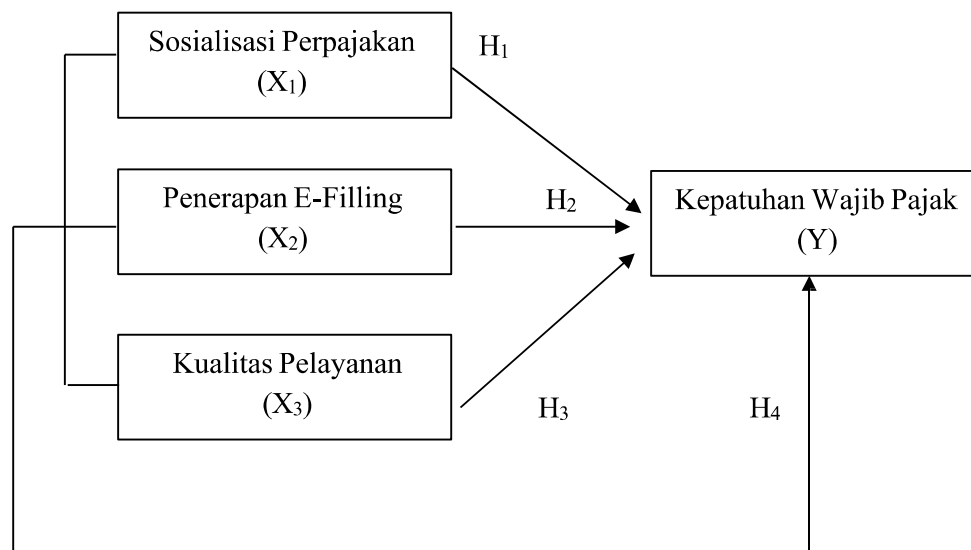 Sosialisasi Perpajakan
(X₁)
H₁
Penerapan E-Filling
(X₂)
H₂
Kepatuhan Wajib Pajak
(Y)
Kualitas Pelayanan
(X₃)
H₃
H₄